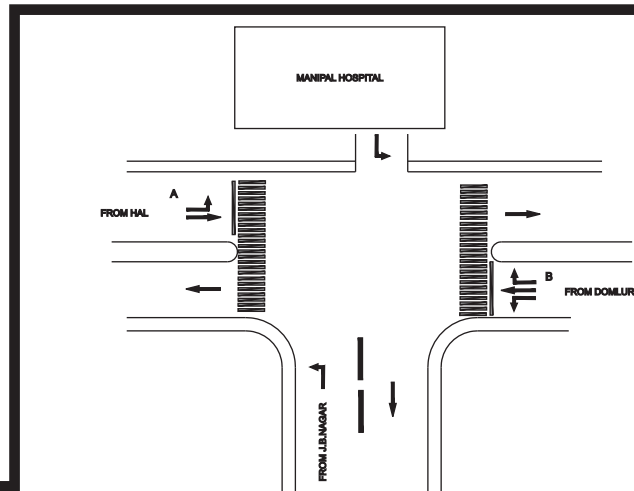 MANIPAL HOSPITAL
A
FROM HAL
B
FROM DOMLUR
FROM J.B.NAGAR